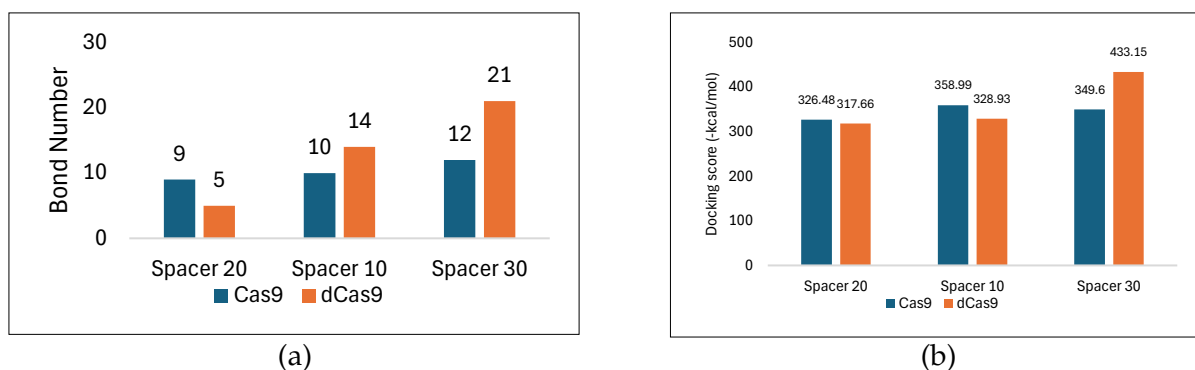 30
20
10
0
Bond Number
9
5
10
14
12
21
Spacer 20
Spacer 10
Spacer 30
Cas9
dCas9
(a)
500
400
300
200
100
0
Docking score (-kcal/mol)
326.48
317.66
358.99
328.93
349.6
433.15
Spacer 20
Spacer 10
Spacer 30
Cas9
dCas9
(b)